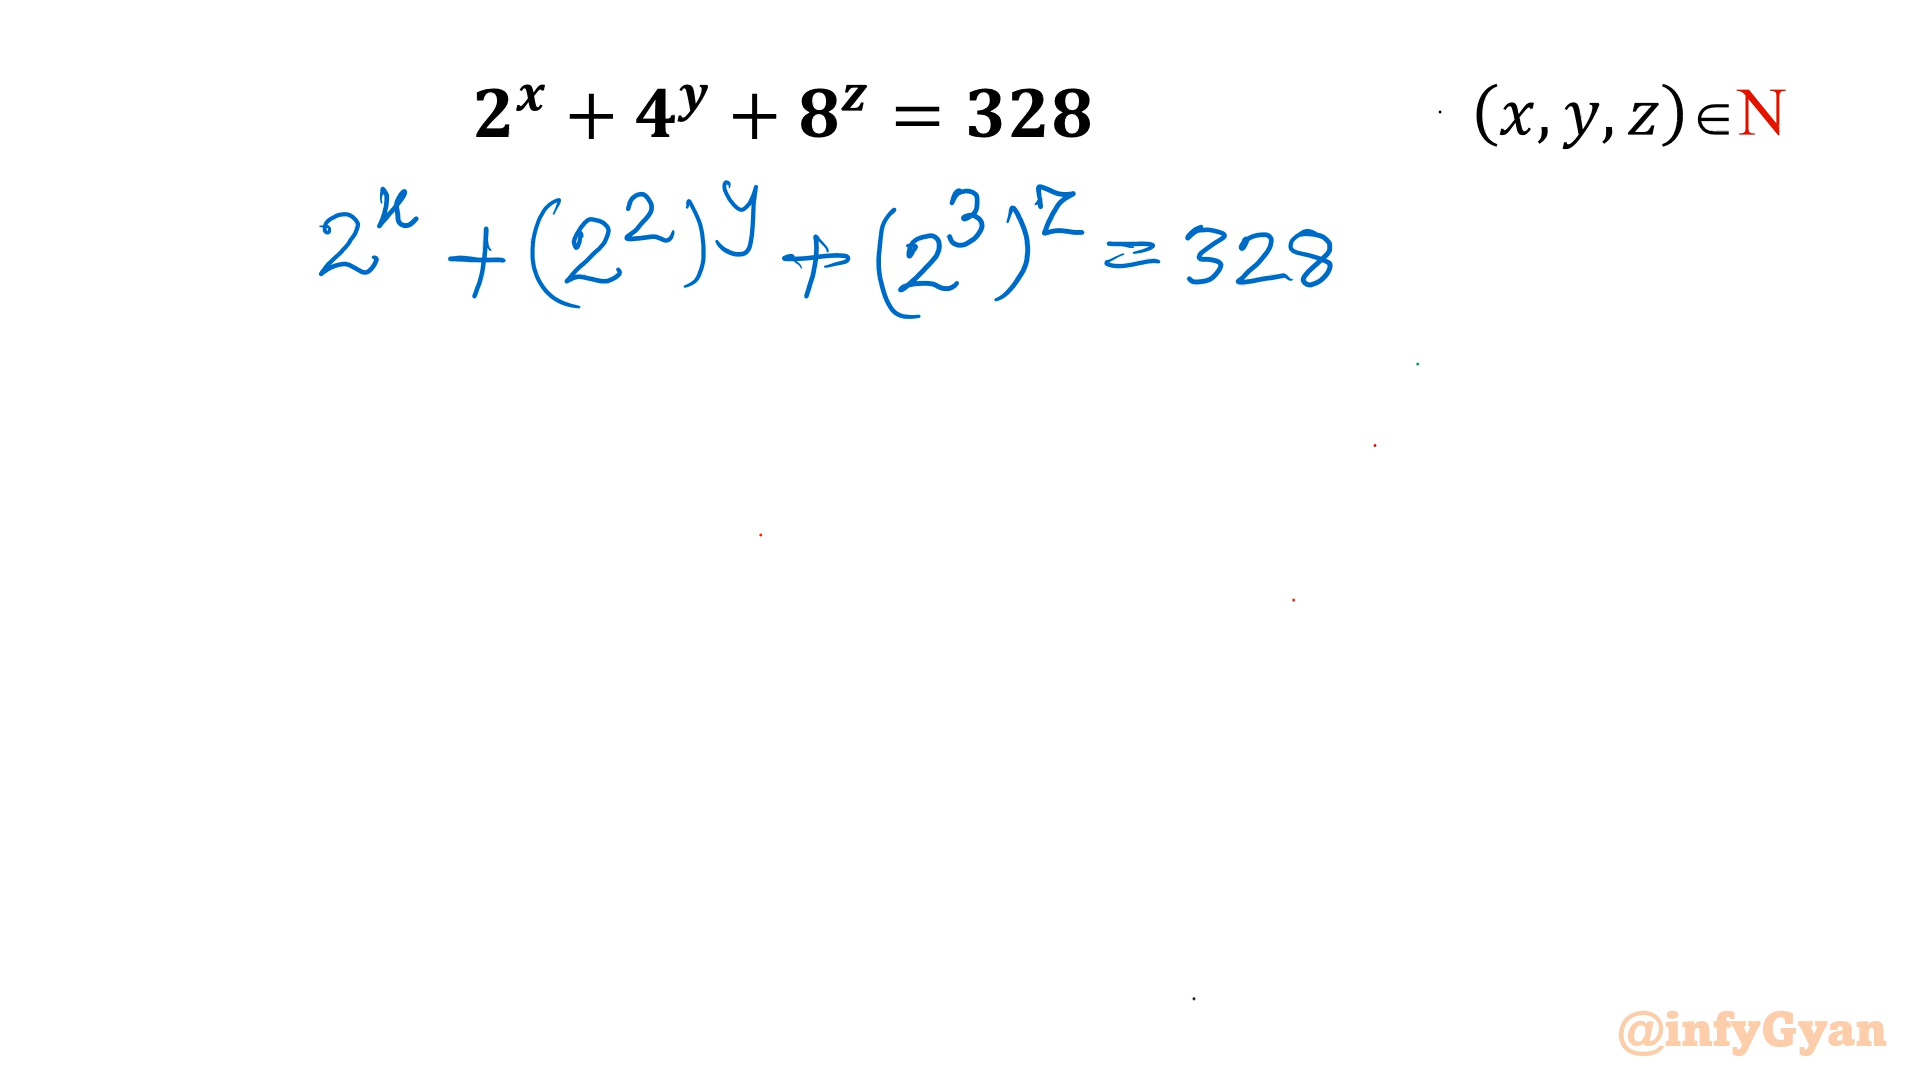 2^x + 4^y + 8^z = 328 (x, y, z) ∈ N
2^x + (2^2)^y + (2^3)^z = 328
@infyGyan